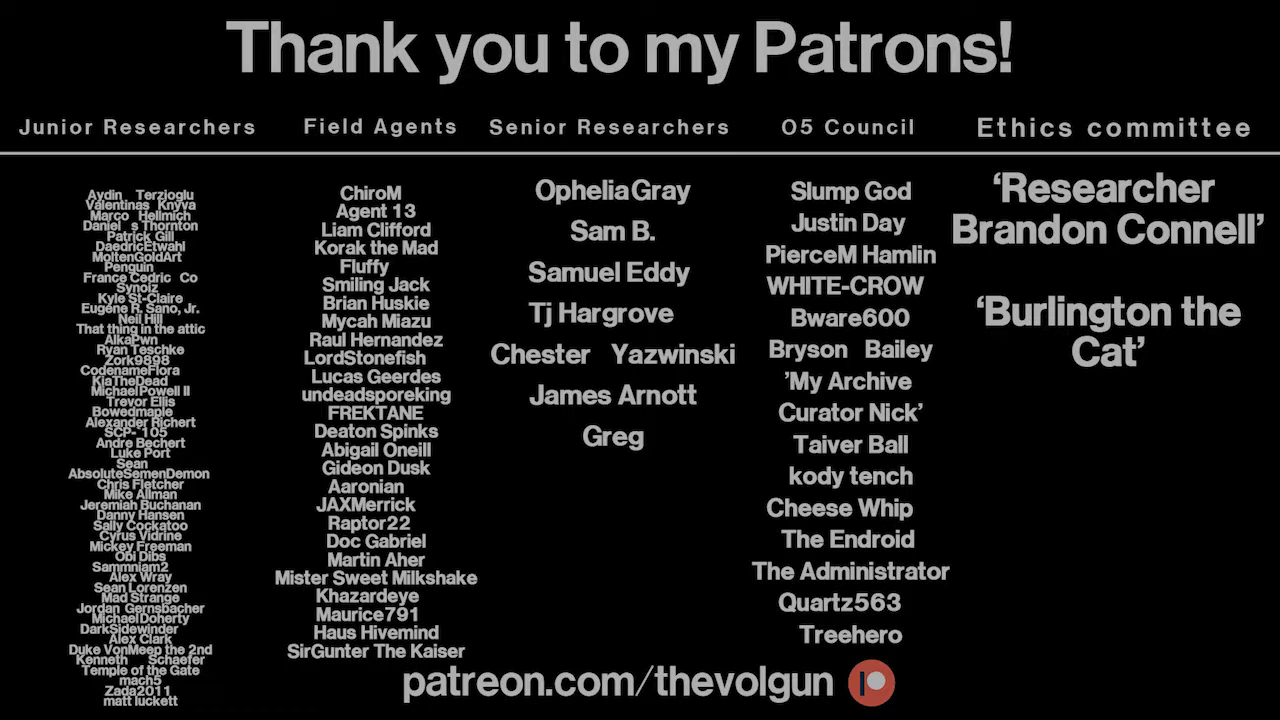 Thank you to my Patrons!
Junior Researchers
Field Agents
Senior Researchers
O5 Council
Ethics committee
Aydin Terzioglu
Valentinas Knyva
Marco Hellmich
Daniel s Thornton
Patrick Gill
DaedricEtwahl
MoltenGoldArt
Penguin
France Cedric Co
Synoiz
Kyle St-Claire
Eugene R. Sano, Jr.
Neil Hill
That thing in the attic
AlkaPwn
Ryan Teschke
Zork9898
CodenameFlora
KiaTheDead
MichaelPowell II
Trevor Ellis
Bowedmaple
Alexander Richert
SCP- 105
Andre Bechert
Luke Port
Sean
AbsoluteSemenDemon
Chris Fletcher
Mike Allman
Jeremiah Buchanan
Danny Hansen
Sally Cockatoo
Cyrus Vidrine
Mickey Freeman
Obi Dibs
Sammniam2
Alex Wray
Sean Lorenzen
Mad Strange
Jordan Gernsbacher
MichaelDoherty
DarkSidewinder
Alex Clark
Duke VonMeep the 2nd
Kenneth Schaefer
Temple of the Gate
mach5
Zada2011
matt luckett
ChiroM
Agent 13
Liam Clifford
Korak the Mad
Fluffy
Smiling Jack
Brian Huskie
Mycah Miazu
Raul Hernandez
LordStonefish
Lucas Geerdes
undeadsporeking
FREKTANE
Deaton Spinks
Abigail Oneill
Gideon Dusk
Aaronian
JAXMerrick
Raptor22
Doc Gabriel
Martin Aher
Mister Sweet Milkshake
Khazardeye
Maurice791
Haus Hivemind
SirGunter The Kaiser
OpheliaGray
Sam B.
Samuel Eddy
Tj Hargrove
Chester Yazwinski
James Arnott
Greg
Slump God
Justin Day
PierceM Hamlin
WHITE-CROW
Bware600
Bryson Bailey
’My Archive
Curator Nick’
Taiver Ball
kody tench
Cheese Whip
The Endroid
The Administrator
Quartz563
Treehero
‘Researcher
Brandon Connell’
‘Burlington the
Cat’
patreon.com/thevolgun